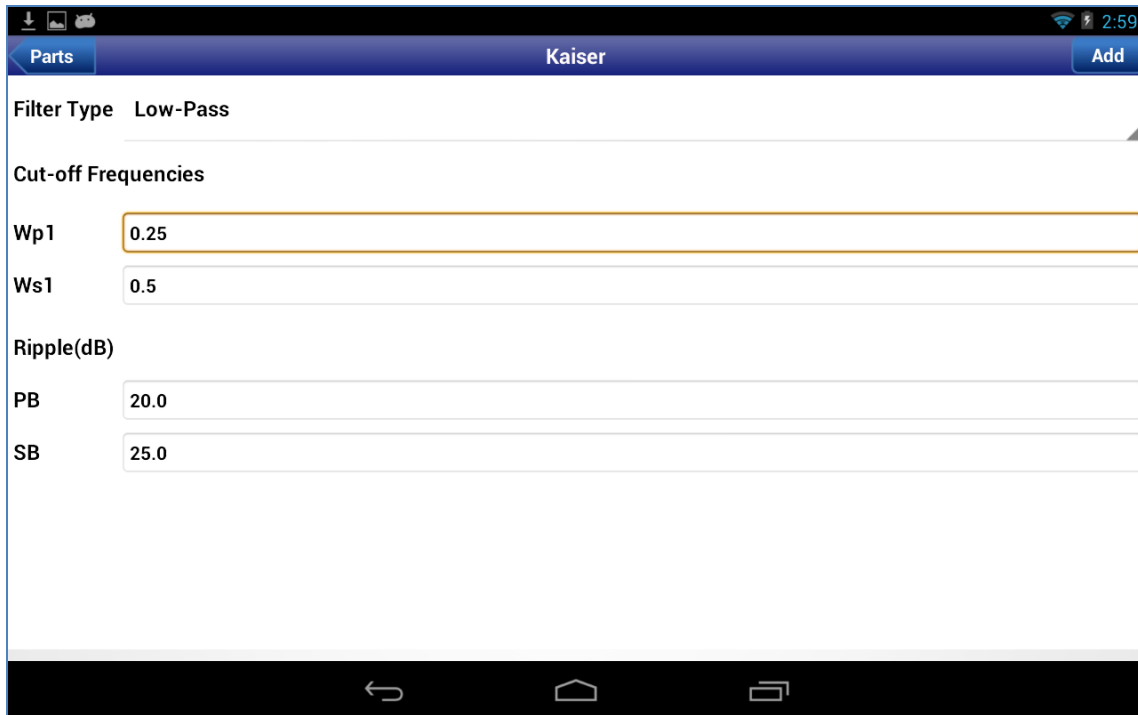 2:59
Parts Kaiser Add
Filter Type Low-Pass
Cut-off Frequencies
Wp1 0.25
Ws1 0.5
Ripple(dB)
PB 20.0
SB 25.0